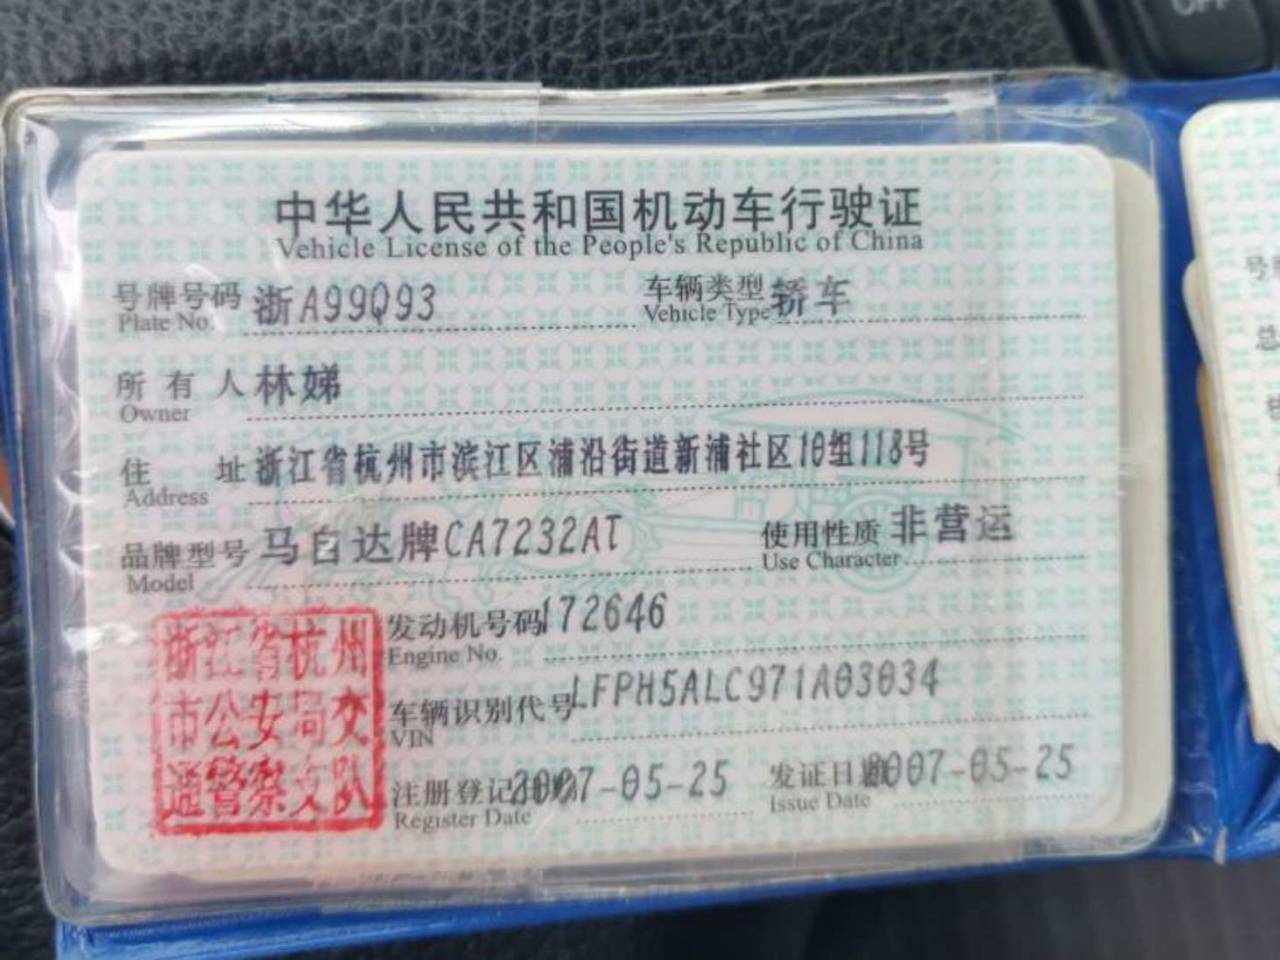 OFF
中华人民共和国机动车行驶证
Vehicle License of the People's Republic of China
号牌号码 浙A99Q93 车辆类型 轿车
Plate No. Vehicle Type
所有人 林娣
Owner
住址 浙江省杭州市滨江区浦沿街道新浦社区10组118号
Address
品牌型号 马自达牌CA7232AT 使用性质 非营运
Model Use Character
发动机号码 172646
Engine No.
车辆识别代号 LFPH5ALC971A03034
VIN
注册登记日期 2007-05-25 发证日期 2007-05-25
Register Date Issue Date
浙江省杭州
市公安局交
通警察支队
号
总